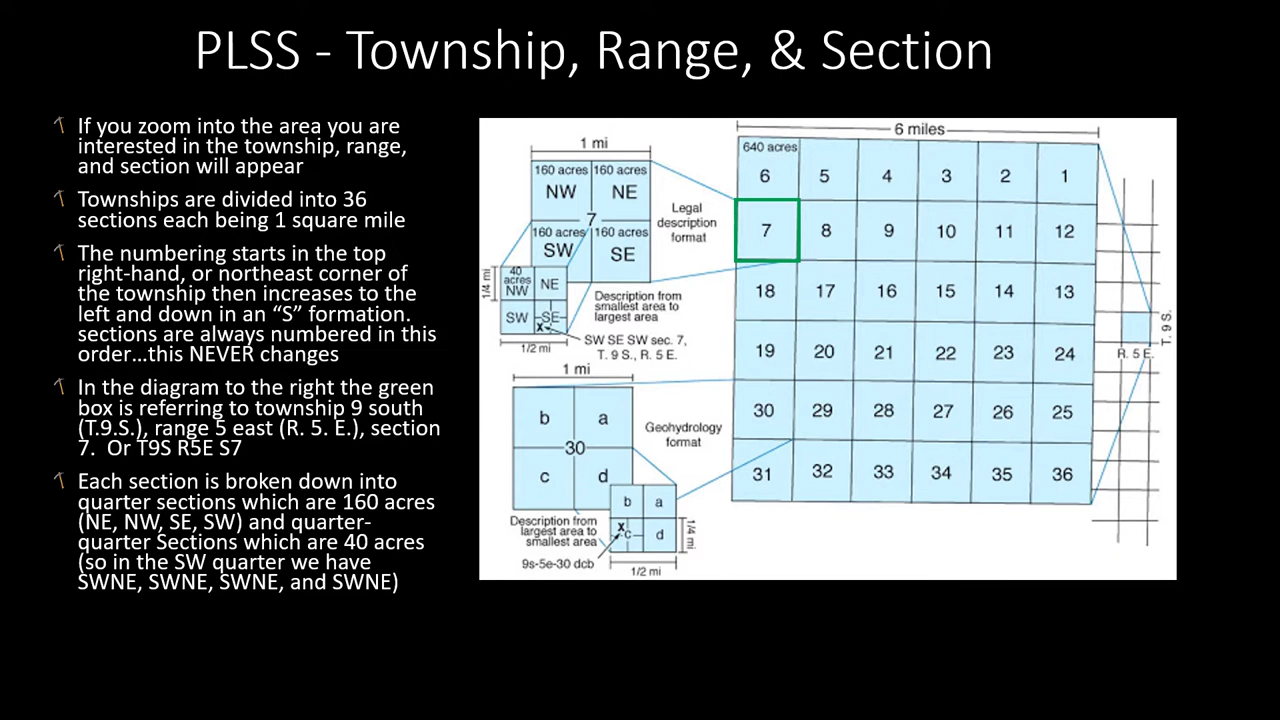 PLSS - Township, Range, & Section
If you zoom into the area you are
interested in the township, range,
and section will appear
Townships are divided into 36
sections each being 1 square mile
The numbering starts in the top
right-hand, or northeast corner of
the township then increases to the
left and down in an “S” formation.
sections are always numbered in this
order…this NEVER changes
In the diagram to the right the green
box is referring to township 9 south
(T.9.S.), range 5 east (R. 5. E.), section
7. Or T9S R5E S7
Each section is broken down into
quarter sections which are 160 acres
(NE, NW, SE, SW) and quarter-
quarter Sections which are 40 acres
(so in the SW quarter we have
SWNE, SWNE, SWNE, and SWNE)
1 mi
160 acres 160 acres
NW NE
7
160 acres 160 acres
SW SE
40
acres
NW NE
SW SE
X
1/4 mi
1/2 mi
Legal
description
format
Description from
smallest area to
largest area
SW SE SW sec. 7,
T. 9 S., R. 5 E.
1 mi
b a
30
c d
b a
X
c d
1/4 mi
1/2 mi
Geohydrology
format
Description from
largest area to
smallest area
9s-5e-30 dcb
6 miles
640 acres
6 5 4 3 2 1
7 8 9 10 11 12
18 17 16 15 14 13
19 20 21 22 23 24
30 29 28 27 26 25
31 32 33 34 35 36
T. 9 S.
R. 5 E.